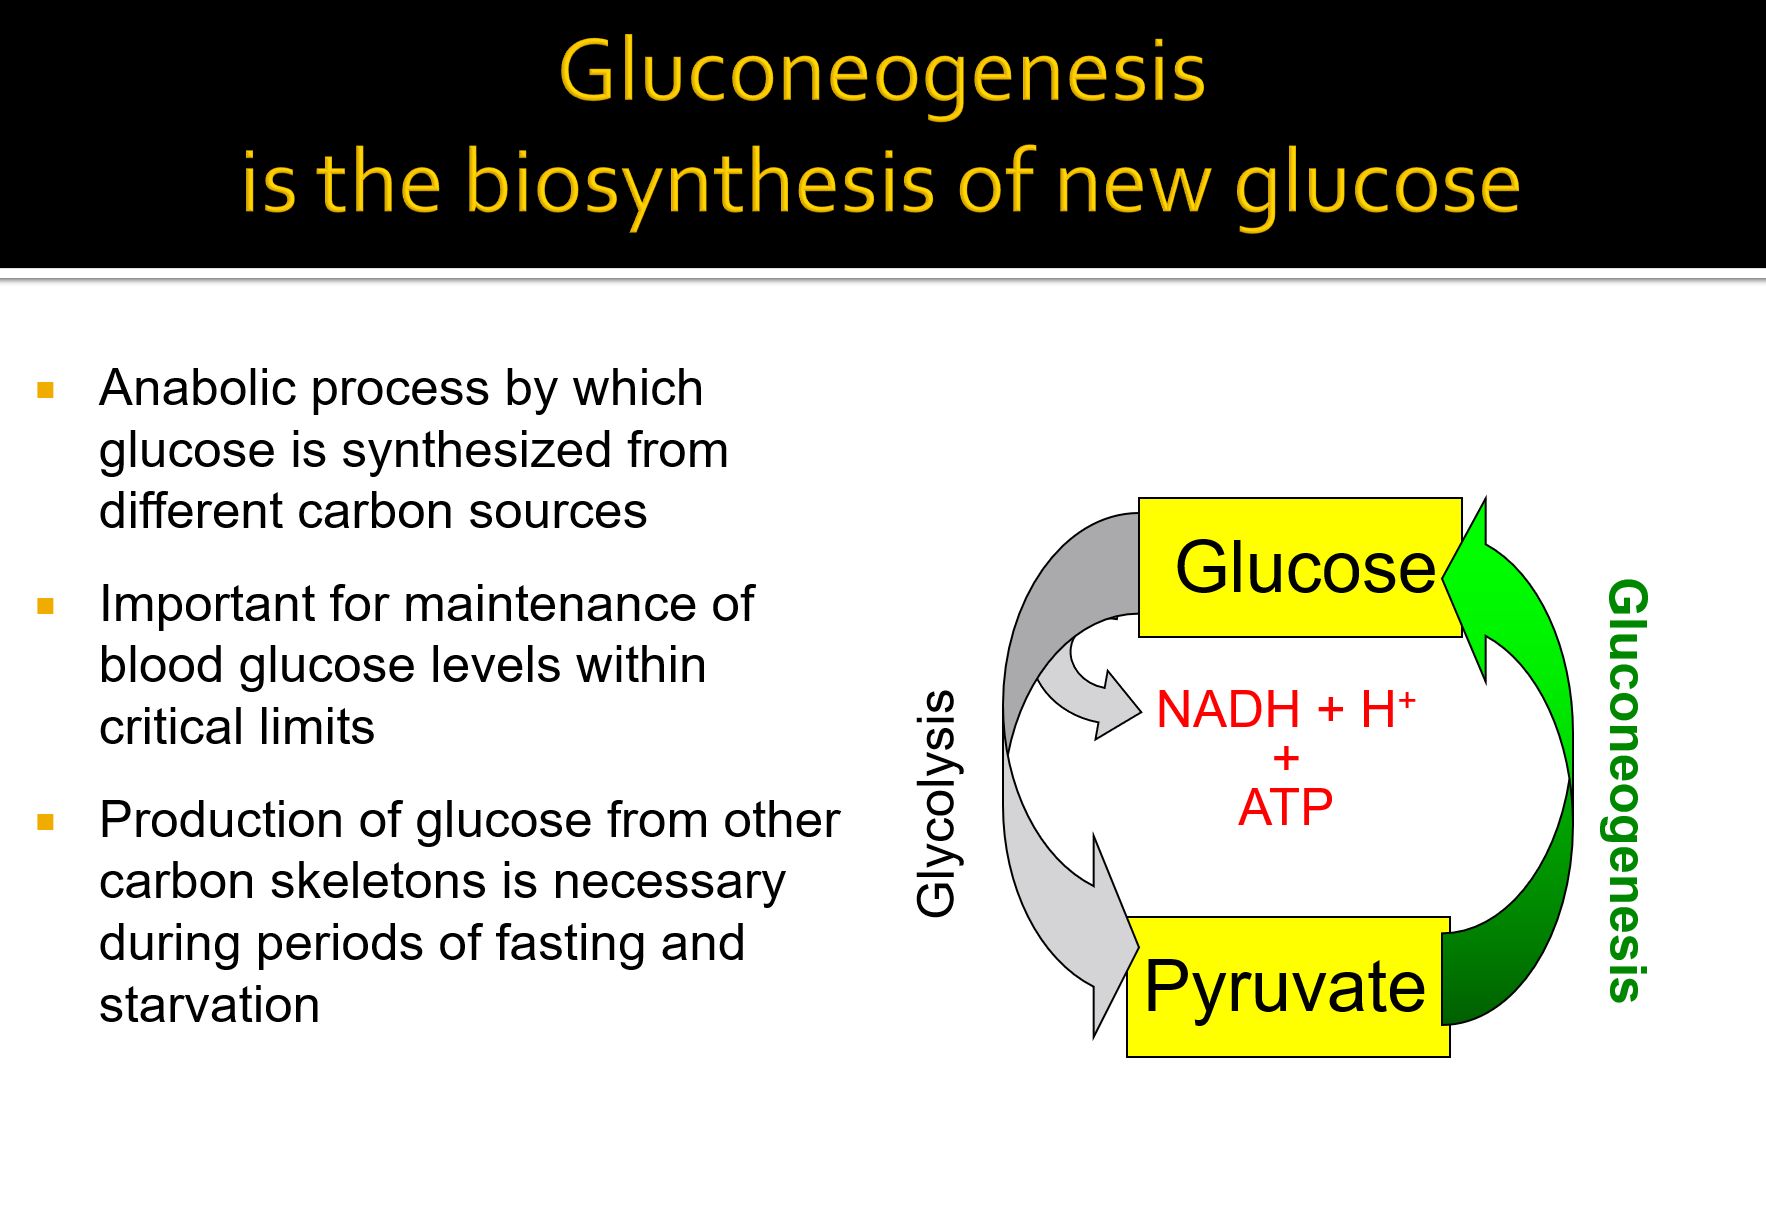 Gluconeogenesis
is the biosynthesis of new glucose
Anabolic process by which
glucose is synthesized from
different carbon sources
Important for maintenance of
blood glucose levels within
critical limits
Production of glucose from other
carbon skeletons is necessary
during periods of fasting and
starvation
Glycolysis
Glucose
NADH + H⁺
+
ATP
Pyruvate
Gluconeogenesis